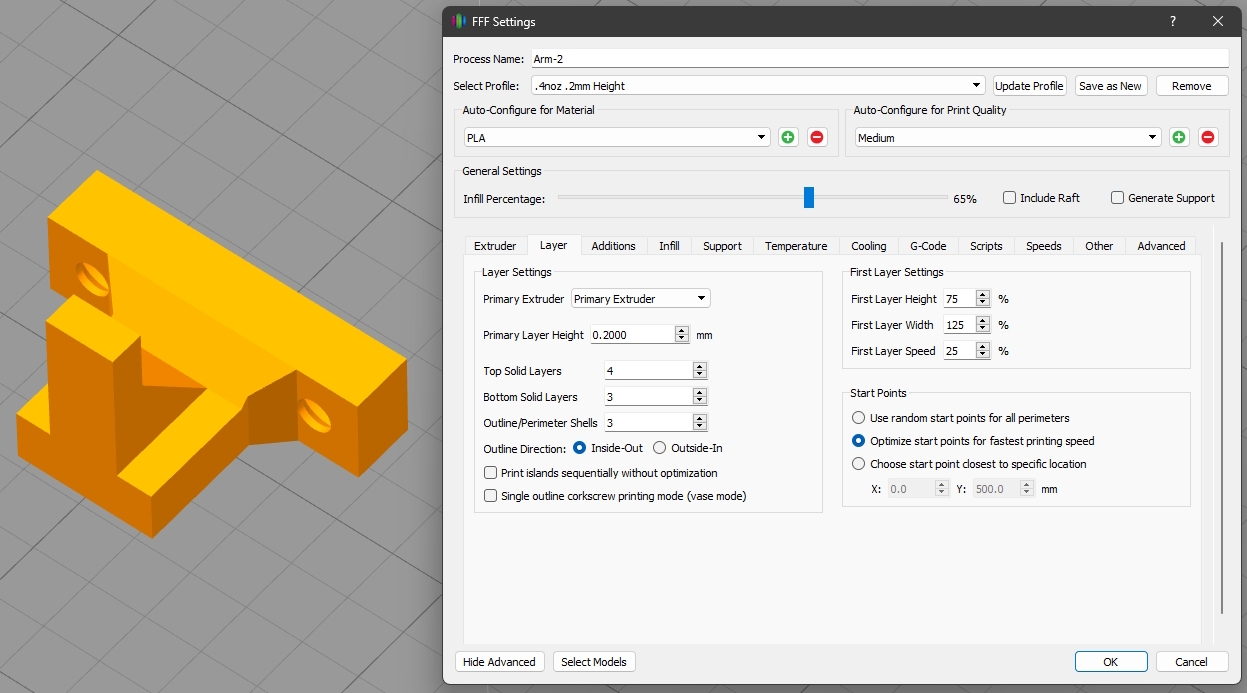 FFF Settings ?
Process Name: Arm-2
Select Profile: .4noz .2mm Height Update Profile Save as New Remove
Auto-Configure for Material Auto-Configure for Print Quality
PLA Medium
General Settings
Infill Percentage: 65% Include Raft Generate Support
Extruder Layer Additions Infill Support Temperature Cooling G-Code Scripts Speeds Other Advanced
Layer Settings
Primary Extruder Primary Extruder
Primary Layer Height 0.2000 mm
Top Solid Layers 4
Bottom Solid Layers 3
Outline/Perimeter Shells 3
Outline Direction: Inside-Out Outside-In
Print islands sequentially without optimization
Single outline corkscrew printing mode (vase mode)
First Layer Settings
First Layer Height 75 %
First Layer Width 125 %
First Layer Speed 25 %
Start Points
Use random start points for all perimeters
Optimize start points for fastest printing speed
Choose start point closest to specific location
X: 0.0 Y: 500.0 mm
Hide Advanced Select Models OK Cancel